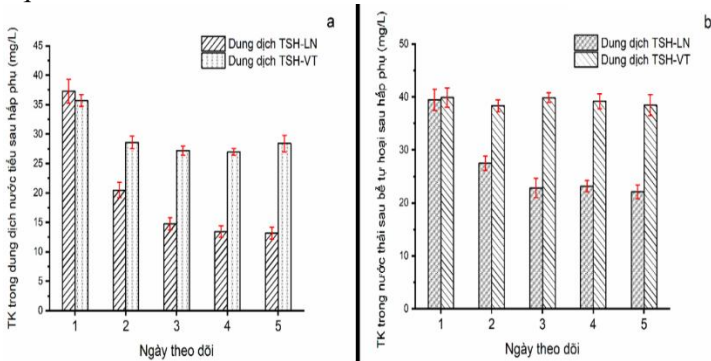 a
TK trong dung dịch nước tiểu sau hấp phụ (mg/L)
45
40
35
30
25
20
15
10
5
0
Dung dịch TSH-LN
Dung dịch TSH-VT
1 2 3 4 5
Ngày theo dõi
b
TK trong nước thải sau bể tự hoại sau hấp phụ (mg/L)
50
40
30
20
10
0
Dung dịch TSH-LN
Dung dịch TSH-VT
1 2 3 4 5
Ngày theo dõi